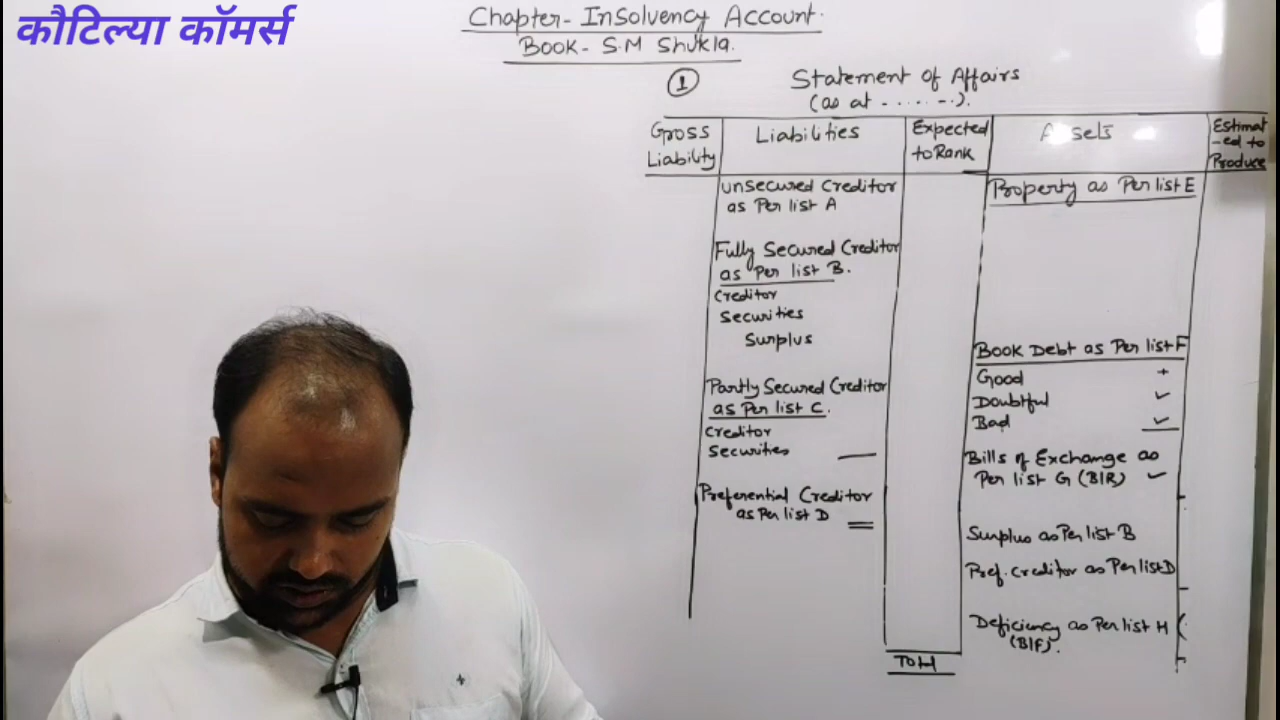 कौटिल्या कॉमर्स
Chapter- Insolvency Account.
Book- S.M Shukla.
1
Statement of Affairs
(as at - . . . . - .).
Gross
Liability
Liabilities
Expected
to Rank
Assets
Estimat
-ed to
Produce
Unsecured Creditor
as Per list A
Fully Secured Creditor
as Per list B.
Creditor
Securities
Surplus
Partly Secured Creditor
as Per list C.
Creditor
Securities
Preferential Creditor
as Per list D
Total
Property as Per list E
Book Debt as Per list F
Good +
Doubtful ✓
Bad ✓
Bills of Exchange as
Per list G (B/R) ✓
Surplus as Per list B
Pref. Creditor as Per list D
Deficiency as Per list H
(B/F).